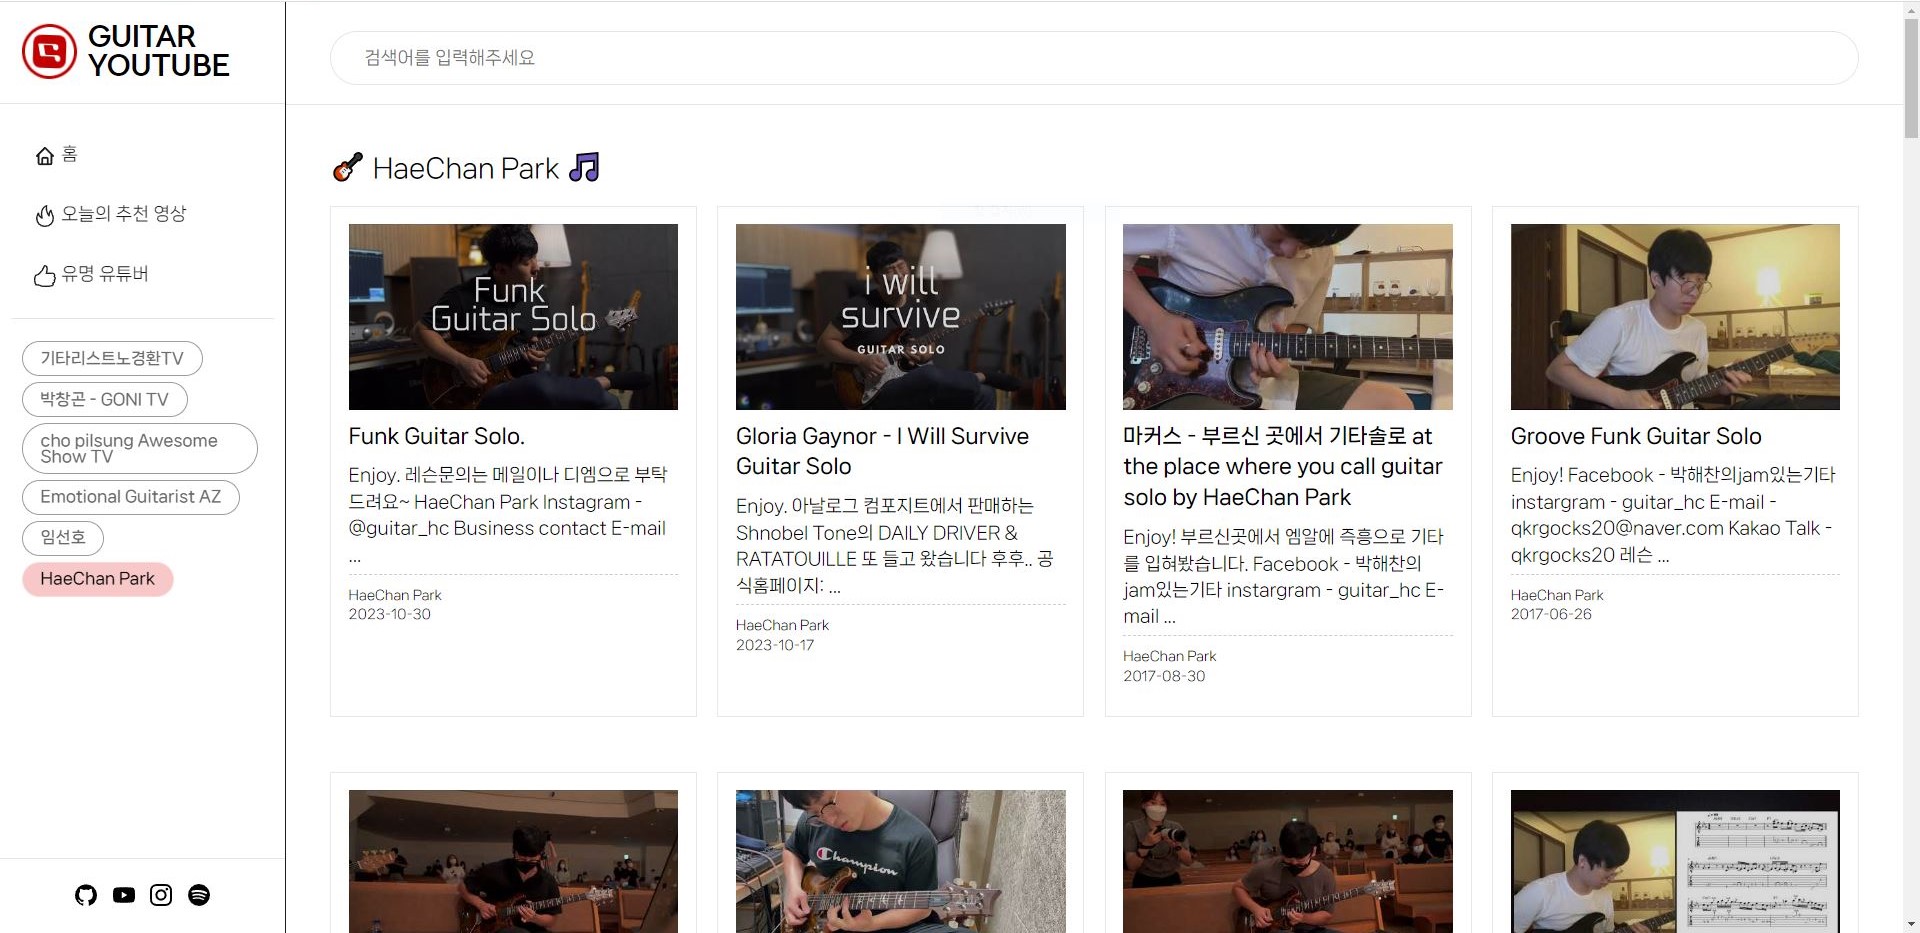 GUITAR
YOUTUBE
검색어를 입력해주세요
홈
오늘의 추천 영상
유명 유튜버
기타리스트노경환TV
박창곤 - GONI TV
cho pilsung Awesome
Show TV
Emotional Guitarist AZ
임선호
HaeChan Park
HaeChan Park
Funk
Guitar Solo
Funk Guitar Solo.
Enjoy. 레슨문의는 메일이나 디엠으로 부탁
드려요~ HaeChan Park Instagram -
@guitar_hc Business contact E-mail
...
HaeChan Park
2023-10-30
i will
survive
GUITAR SOLO
Gloria Gaynor - I Will Survive
Guitar Solo
Enjoy. 아날로그 컴포지트에서 판매하는
Shnobel Tone의 DAILY DRIVER &
RATATOUILLE 또 들고 왔습니다 후후.. 공
식홈페이지: ...
HaeChan Park
2023-10-17
마커스 - 부르신 곳에서 기타솔로 at
the place where you call guitar
solo by HaeChan Park
Enjoy! 부르신곳에서 엠알에 즉흥으로 기타
를 입혀봤습니다. Facebook - 박해찬의
jam있는기타 instargram - guitar_hc E-
mail ...
HaeChan Park
2017-08-30
Groove Funk Guitar Solo
Enjoy! Facebook - 박해찬의jam있는기타
instargram - guitar_hc E-mail -
qkrgocks20@naver.com Kakao Talk -
qkrgocks20 레슨 ...
HaeChan Park
2017-06-26
Champion